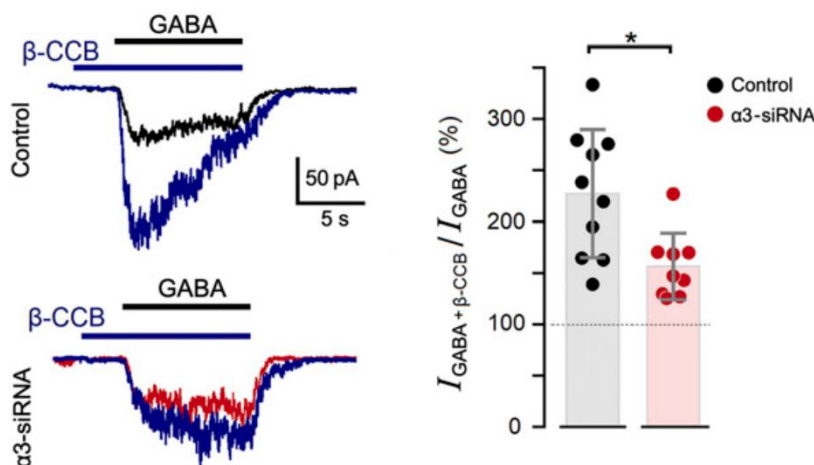 GABA
β-CCB
Control
50 pA
5 s
GABA
β-CCB
α3-siRNA
I GABA + β-CCB / I GABA (%)
300
200
100
0
*
Control
α3-siRNA